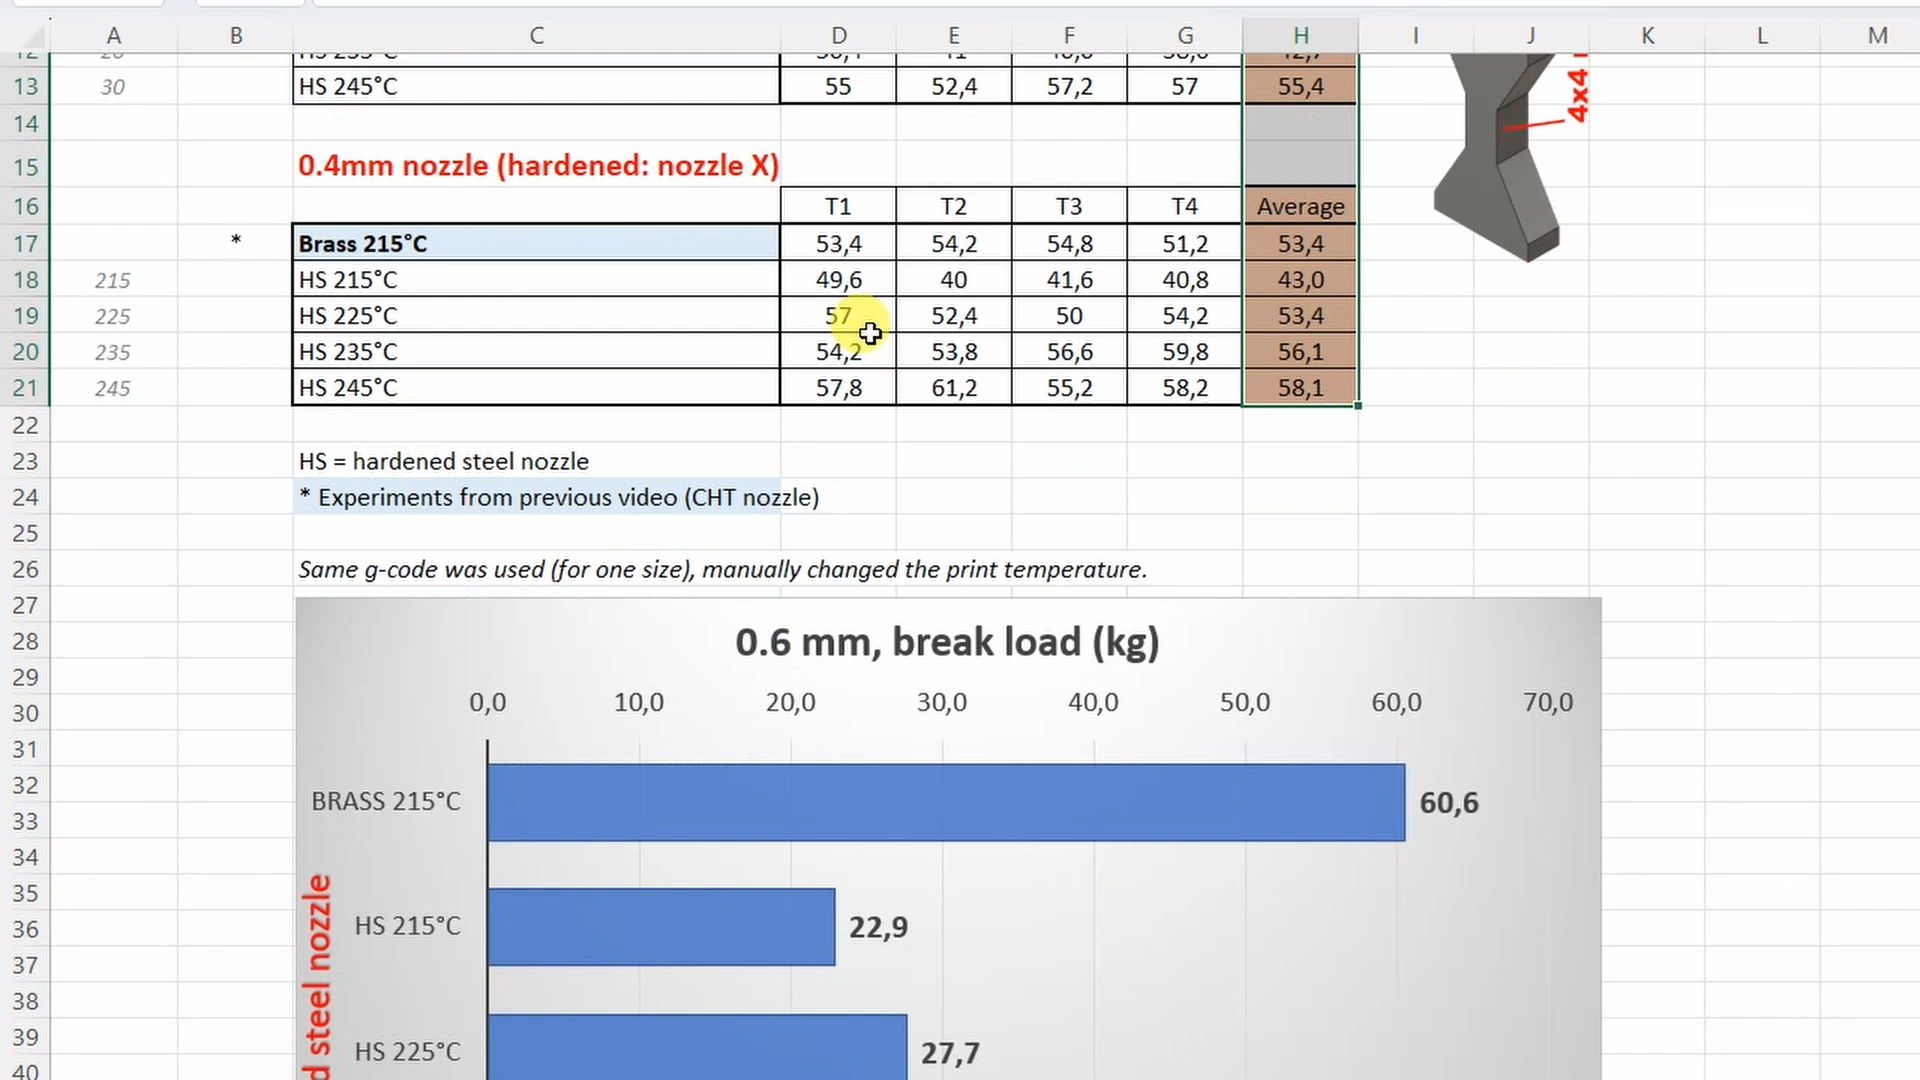 A B C D E F G H I J K L M
13 30 HS 245°C 55 52,4 57,2 57 55,4
14
15 0.4mm nozzle (hardened: nozzle X)
16 T1 T2 T3 T4 Average
17 * Brass 215°C 53,4 54,2 54,8 51,2 53,4
18 215 HS 215°C 49,6 40 41,6 40,8 43,0
19 225 HS 225°C 57 52,4 50 54,2 53,4
20 235 HS 235°C 54,2 53,8 56,6 59,8 56,1
21 245 HS 245°C 57,8 61,2 55,2 58,2 58,1
22
23 HS = hardened steel nozzle
24 * Experiments from previous video (CHT nozzle)
25
26 Same g-code was used (for one size), manually changed the print temperature.
27
28 0.6 mm, break load (kg)
29
30 0,0 10,0 20,0 30,0 40,0 50,0 60,0 70,0
31
32 BRASS 215°C 60,6
33
34
35
36 HS 215°C 22,9
37
38
39 HS 225°C 27,7
40
steel nozzle
4x4